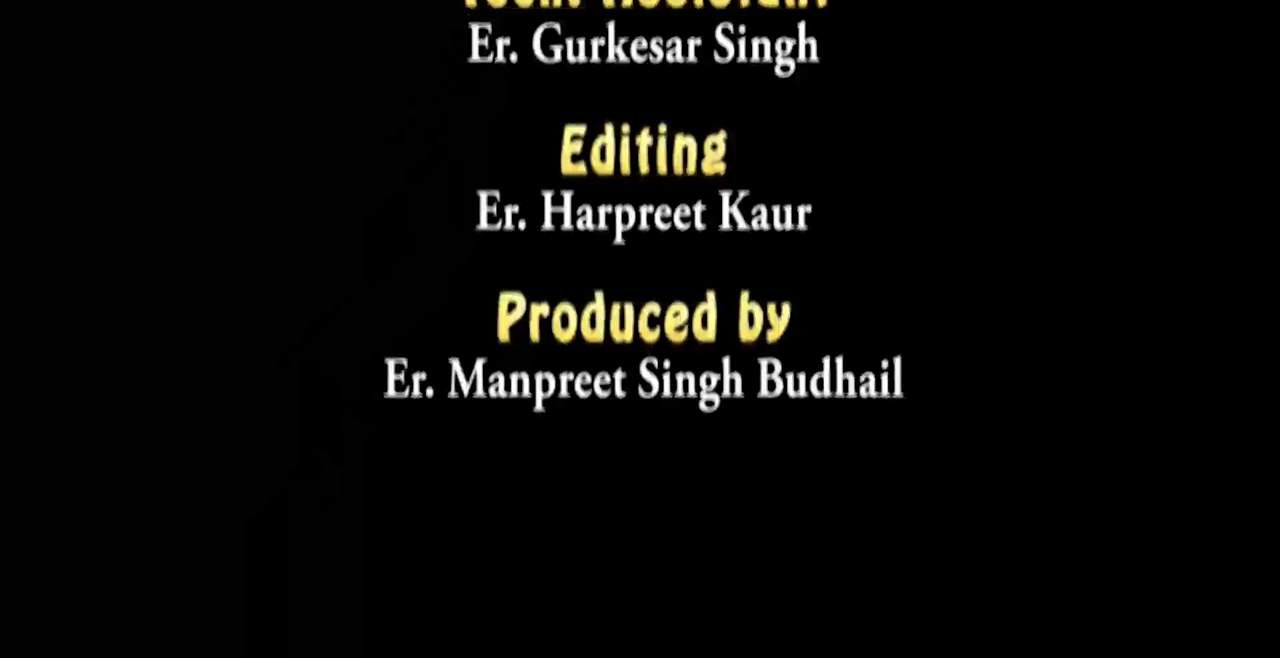 Er. Gurkesar Singh
Editing
Er. Harpreet Kaur
Produced by
Er. Manpreet Singh Budhail